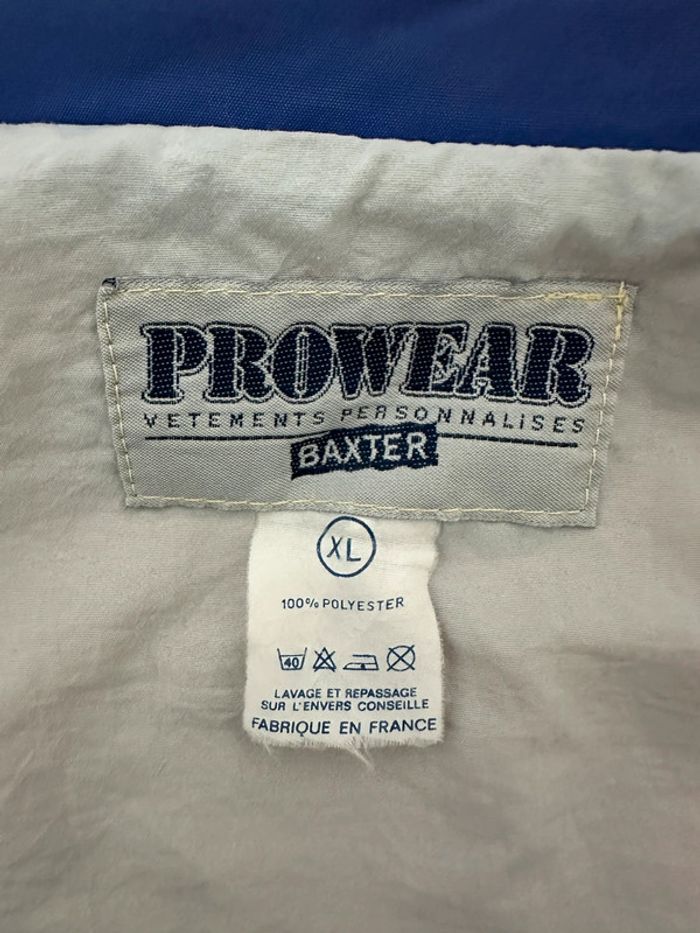 PROWEAR
VETEMENTS PERSONNALiSES
BAXTER
XL
100% POLYESTER
40
LAVAGE ET REPASSAGE
SUR L'ENVERS CONSEILLE
FABRIQUE EN FRANCE